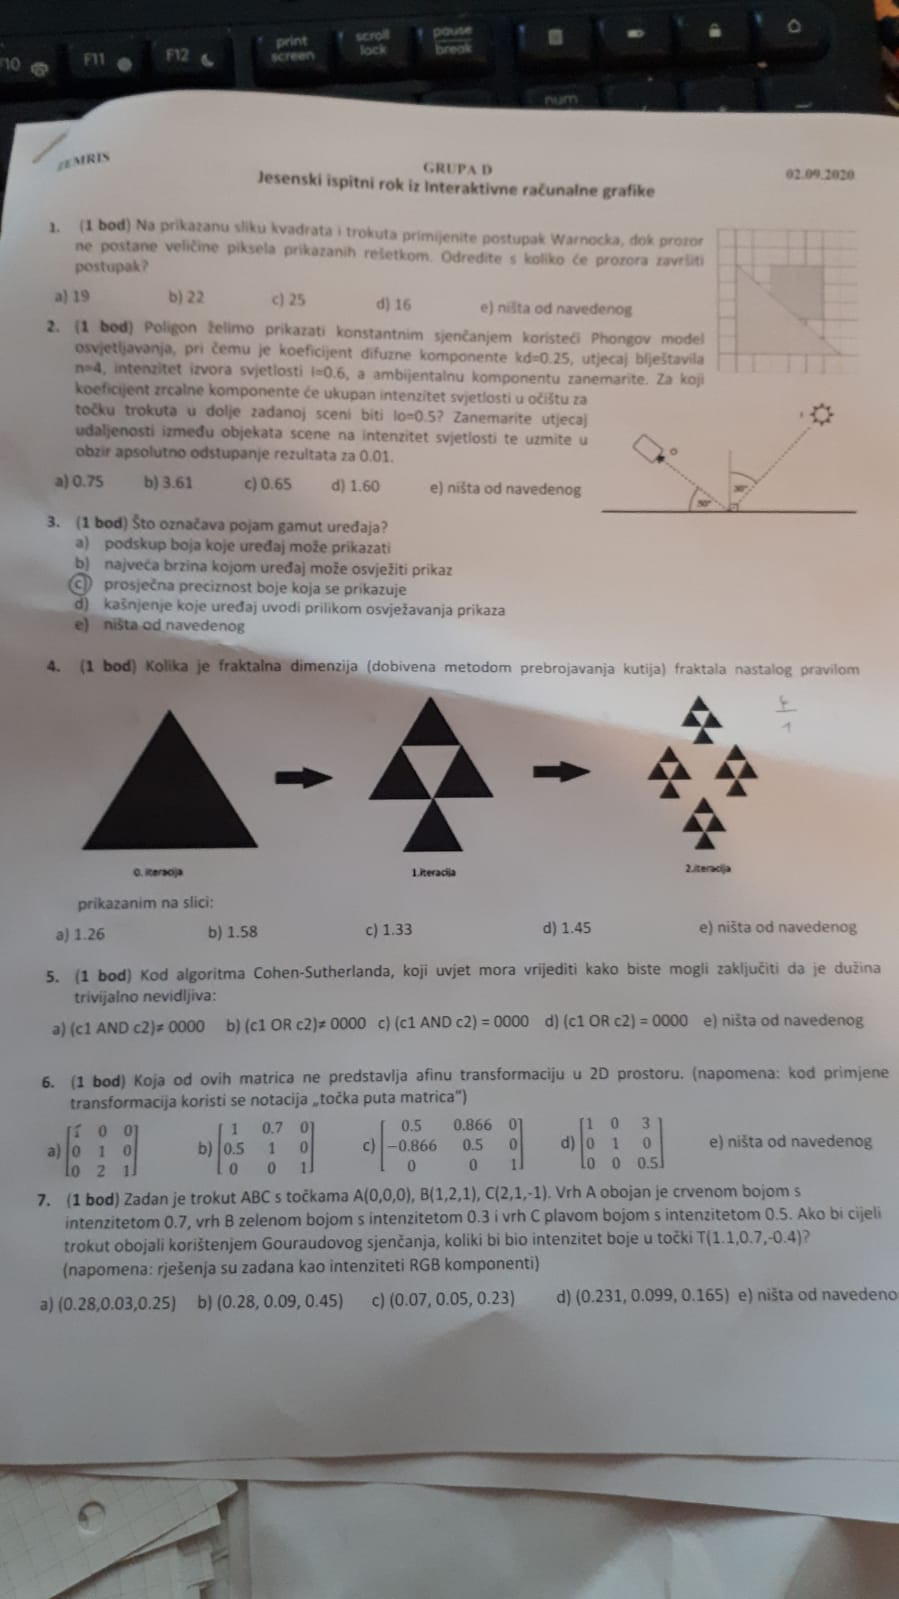 F10
F11
F12
print
screen
scroll
lock
pause
break
num
ZEMRIS
GRUPA D
02.09.2020
Jesenski ispitni rok iz Interaktivne računalne grafike
1. (1 bod) Na prikazanu sliku kvadrata i trokuta primijenite postupak Warnocka, dok prozor
ne postane veličine piksela prikazanih rešetkom. Odredite s koliko će prozora završiti
postupak?
a) 19 b) 22 c) 25 d) 16 e) ništa od navedenog
2. (1 bod) Poligon želimo prikazati konstantnim sjenčanjem koristeći Phongov model
osvjetljavanja, pri čemu je koeficijent difuzne komponente kd=0.25, utjecaj blještavila
n=4, intenzitet izvora svjetlosti I=0.6, a ambijentalnu komponentu zanemarite. Za koji
koeficijent zrcalne komponente će ukupan intenzitet svjetlosti u očištu za
točku trokuta u dolje zadanoj sceni biti Io=0.5? Zanemarite utjecaj
udaljenosti između objekata scene na intenzitet svjetlosti te uzmite u
obzir apsolutno odstupanje rezultata za 0.01.
a) 0.75 b) 3.61 c) 0.65 d) 1.60 e) ništa od navedenog
3. (1 bod) Što označava pojam gamut uređaja?
a) podskup boja koje uređaj može prikazati
b) najveća brzina kojom uređaj može osvježiti prikaz
c) prosječna preciznost boje koja se prikazuje
d) kašnjenje koje uređaj uvodi prilikom osvježavanja prikaza
e) ništa od navedenog
4. (1 bod) Kolika je fraktalna dimenzija (dobivena metodom prebrojavanja kutija) fraktala nastalog pravilom
0. iteracija
1.iteracija
2.iteracija
prikazanim na slici:
a) 1.26 b) 1.58 c) 1.33 d) 1.45 e) ništa od navedenog
5. (1 bod) Kod algoritma Cohen-Sutherlanda, koji uvjet mora vrijediti kako biste mogli zaključiti da je dužina
trivijalno nevidljiva:
a) (c1 AND c2)≠ 0000 b) (c1 OR c2)≠ 0000 c) (c1 AND c2) = 0000 d) (c1 OR c2) = 0000 e) ništa od navedenog
6. (1 bod) Koja od ovih matrica ne predstavlja afinu transformaciju u 2D prostoru. (napomena: kod primjene
transformacija koristi se notacija „točka puta matrica“)
1 0 0 1 0.7 0 0.5 0.866 0 1 0 3
a) 0 1 0 b) 0.5 1 0 c) −0.866 0.5 0 d) 0 1 0 e) ništa od navedenog
0 2 1 0 0 1 0 0 1 0 0 0.5
7. (1 bod) Zadan je trokut ABC s točkama A(0,0,0), B(1,2,1), C(2,1,-1). Vrh A obojan je crvenom bojom s
intenzitetom 0.7, vrh B zelenom bojom s intenzitetom 0.3 i vrh C plavom bojom s intenzitetom 0.5. Ako bi cijeli
trokut obojali korištenjem Gouraudovog sjenčanja, koliki bi bio intenzitet boje u točki T(1.1,0.7,-0.4)?
(napomena: rješenja su zadana kao intenziteti RGB komponenti)
a) (0.28,0.03,0.25) b) (0.28, 0.09, 0.45) c) (0.07, 0.05, 0.23) d) (0.231, 0.099, 0.165) e) ništa od navedeno